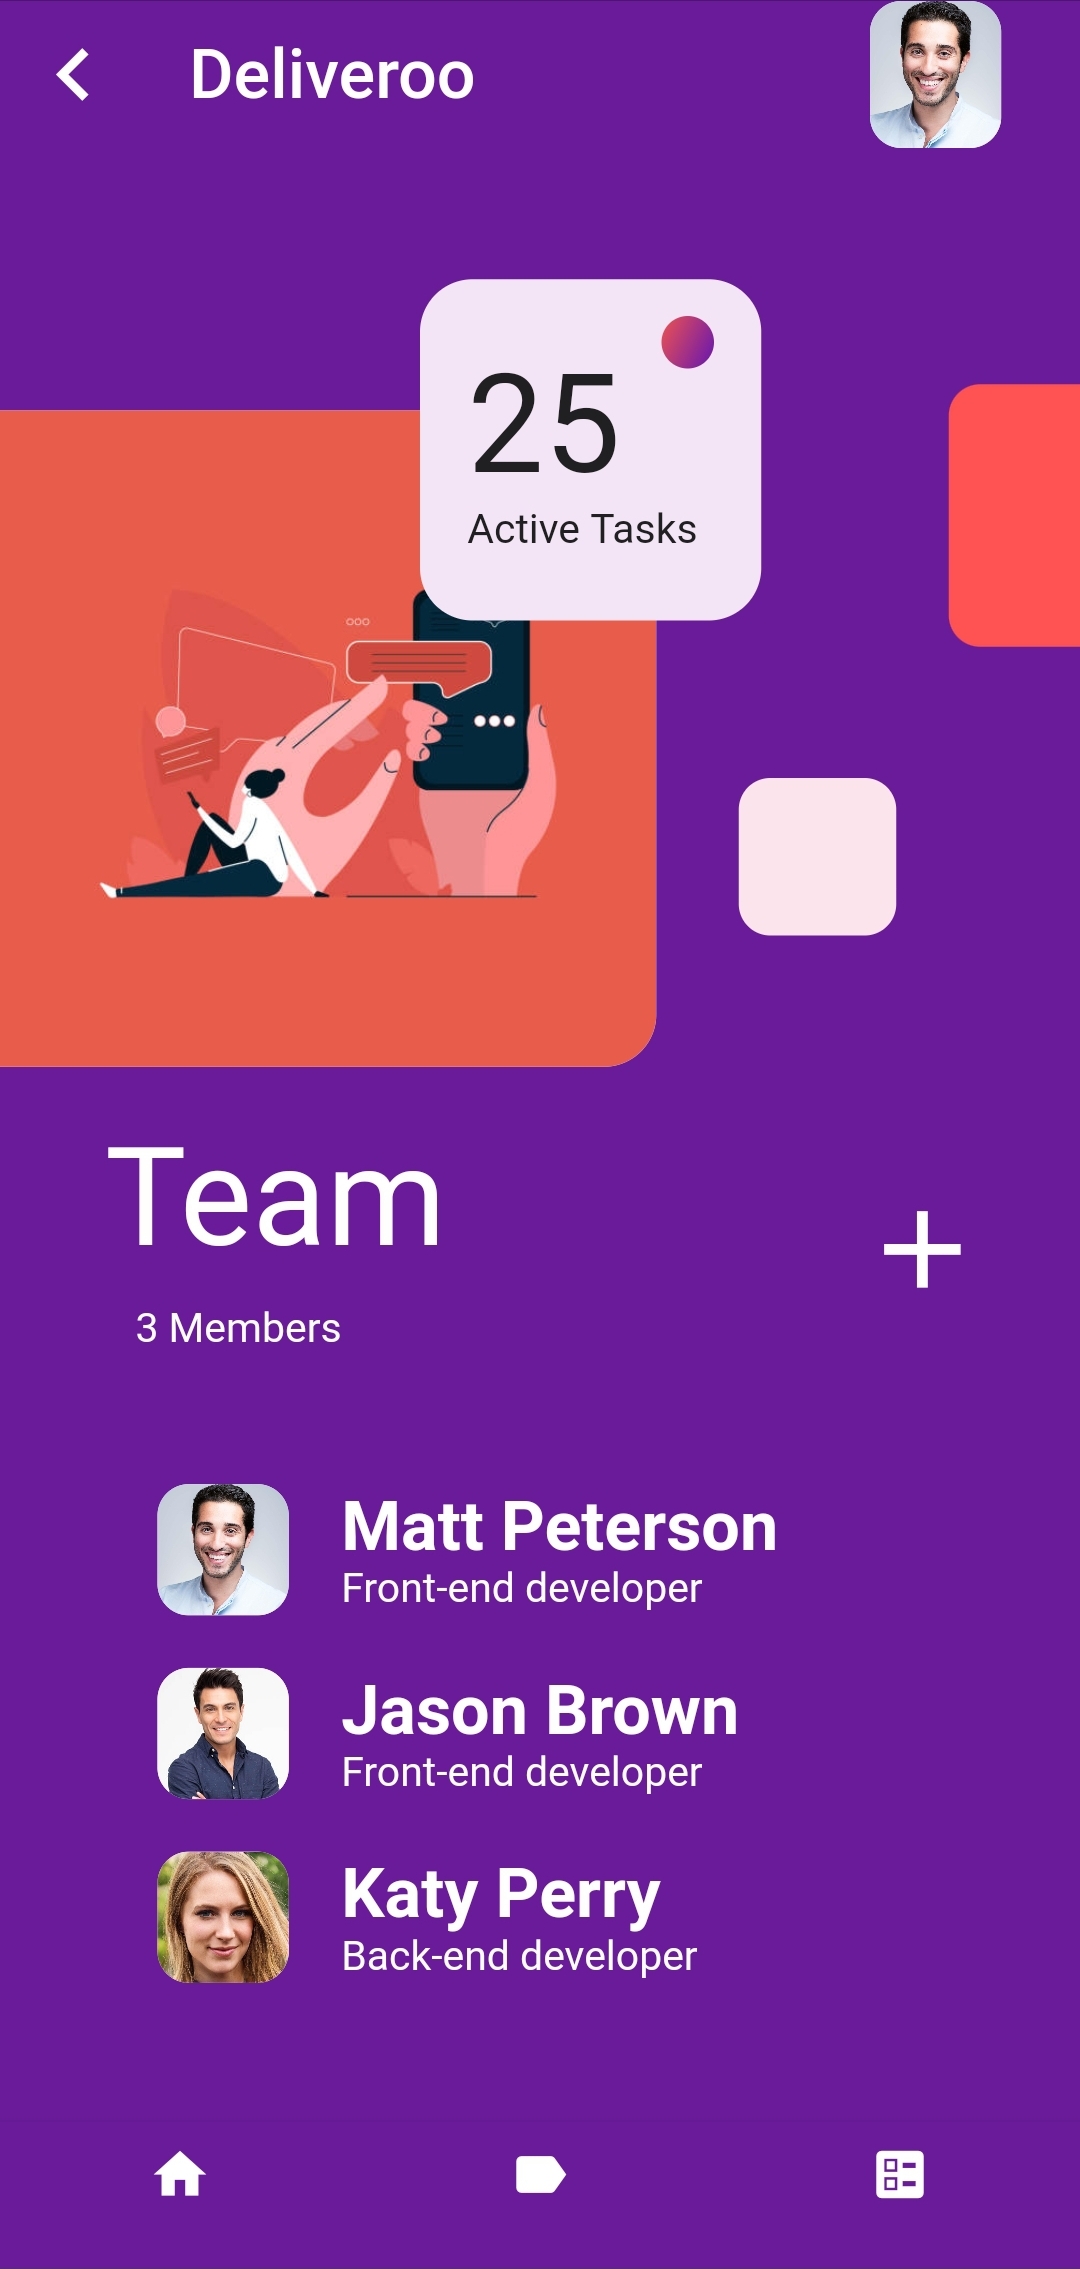 Deliveroo
25
Active Tasks
Team
3 Members
Matt Peterson
Front-end developer
Jason Brown
Front-end developer
Katy Perry
Back-end developer